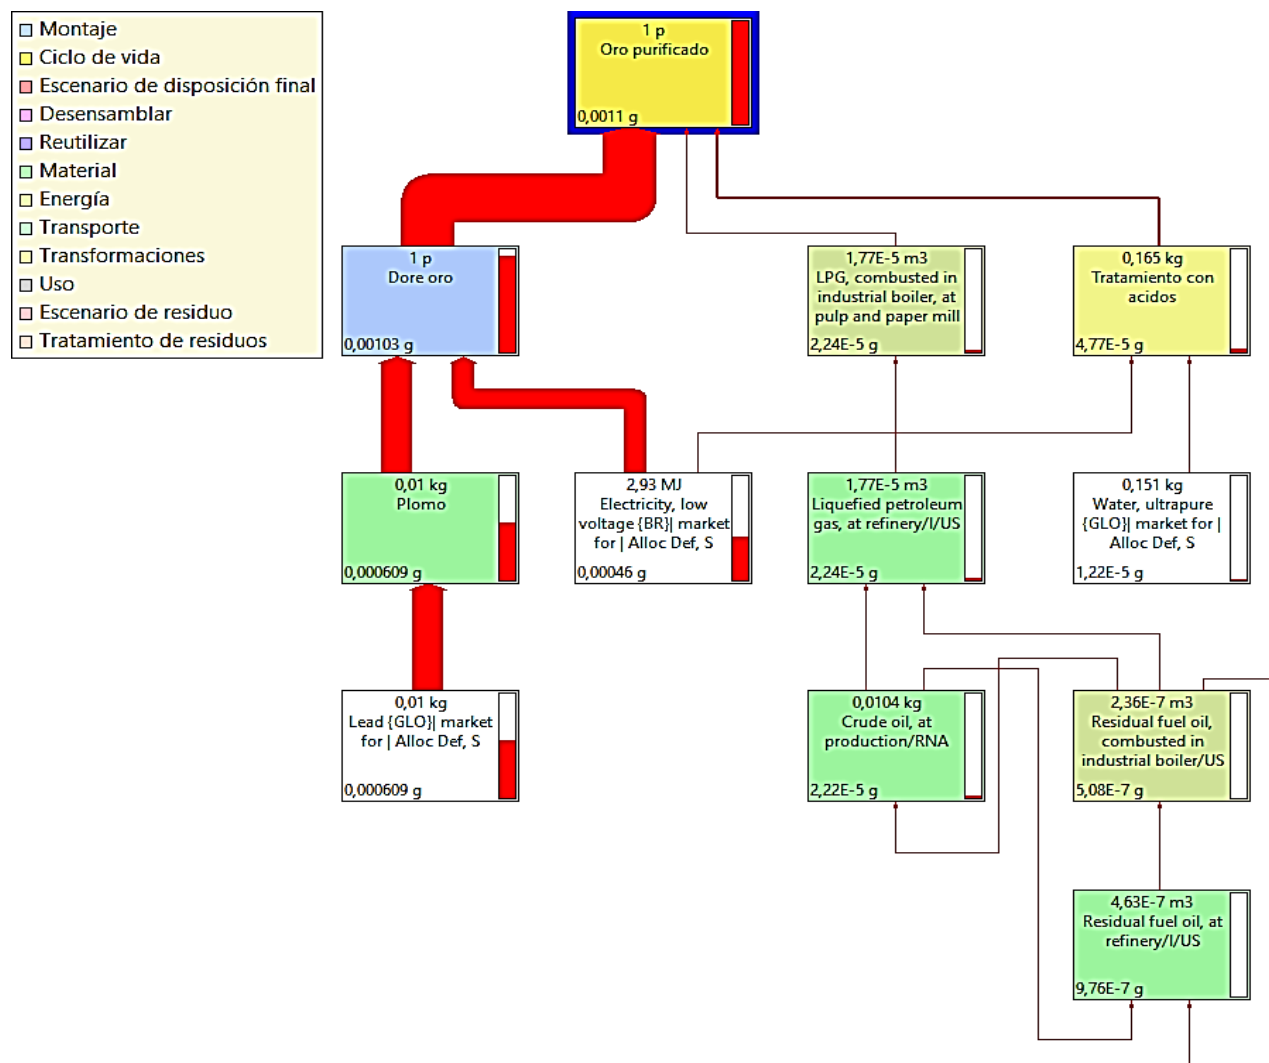 Montaje
Ciclo de vida
Escenario de disposición final
Desensamblar
Reutilizar
Material
Energía
Transporte
Transformaciones
Uso
Escenario de residuo
Tratamiento de residuos
1 p
Oro purificado
0,0011 g
1 p
Dore oro
0,00103 g
1,77E-5 m3
LPG, combusted in
industrial boiler, at
pulp and paper mill
2,24E-5 g
0,165 kg
Tratamiento con
acidos
4,77E-5 g
0,01 kg
Plomo
0,000609 g
2,93 MJ
Electricity, low
voltage {BR}| market
for | Alloc Def, S
0,00046 g
1,77E-5 m3
Liquefied petroleum
gas, at refinery/l/US
2,24E-5 g
0,151 kg
Water, ultrapure
{GLO}| market for |
Alloc Def, S
1,22E-5 g
0,01 kg
Lead {GLO}| market
for | Alloc Def, S
0,000609 g
0,0104 kg
Crude oil, at
production/RNA
2,22E-5 g
2,36E-7 m3
Residual fuel oil,
combusted in
industrial boiler/US
5,08E-7 g
4,63E-7 m3
Residual fuel oil, at
refinery/l/US
9,76E-7 g